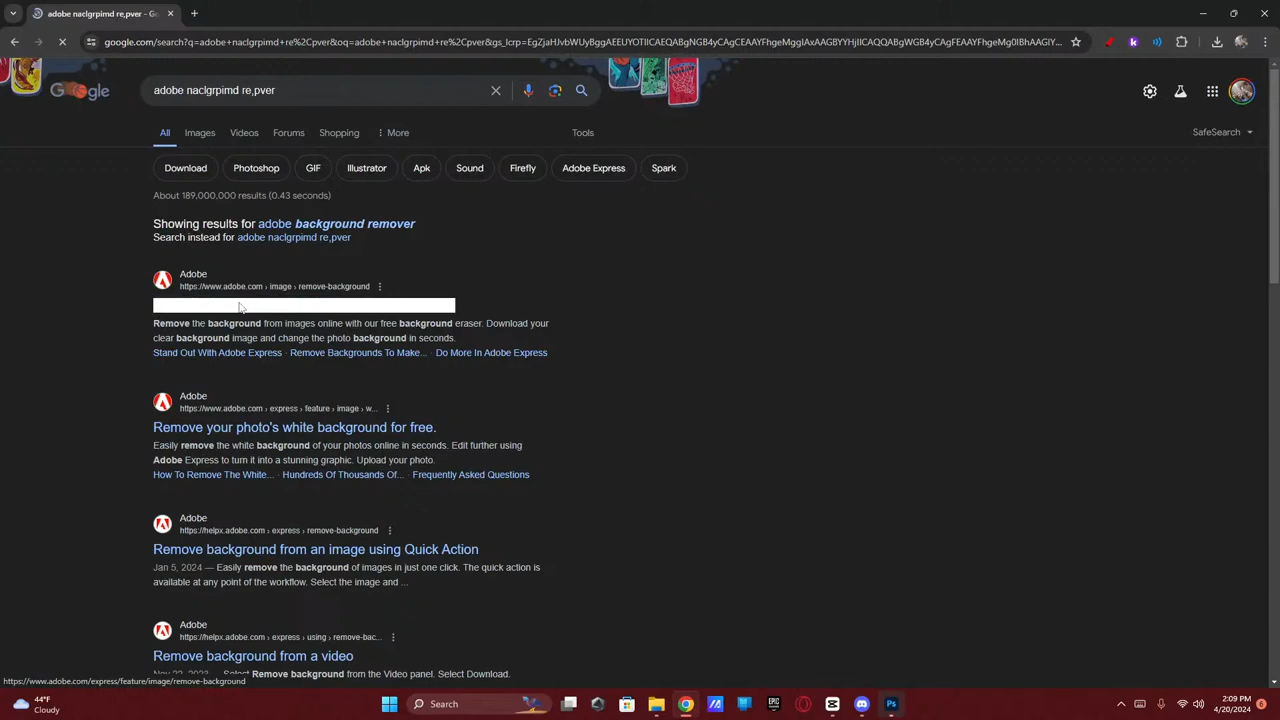 adobe naclgrpimd re,pver - Go
google.com/search?q=adobe+naclgrpimd+re%2Cpver&oq=adobe+naclgrpimd+re%2Cpver&gs_lcrp=EgZjaHJvbWUyBggAEEUYOTIICAEQABgNGB4yCAgCEAAYFhgeMggIAxAAGBYYHjIICAQQABgWGB4yCAgFEAAYFhgeMg0IBhAAGIY...
Google
adobe naclgrpimd re,pver
All Images Videos Forums Shopping More Tools SafeSearch
Download Photoshop GIF Illustrator Apk Sound Firefly Adobe Express Spark
About 189,000,000 results (0.43 seconds)
Showing results for adobe background remover
Search instead for adobe naclgrpimd re,pver
Adobe
https://www.adobe.com › image › remove-background
Remove the background from images online with our free background eraser. Download your
clear background image and change the photo background in seconds.
Stand Out With Adobe Express · Remove Backgrounds To Make... · Do More In Adobe Express
Adobe
https://www.adobe.com › express › feature › image › w...
Remove your photo's white background for free.
Easily remove the white background of your photos online in seconds. Edit further using
Adobe Express to turn it into a stunning graphic. Upload your photo.
How To Remove The White... · Hundreds Of Thousands Of... · Frequently Asked Questions
Adobe
https://helpx.adobe.com › express › remove-background
Remove background from an image using Quick Action
Jan 5, 2024 — Easily remove the background of images in just one click. The quick action is
available at any point of the workflow. Select the image and ...
Adobe
https://helpx.adobe.com › express › using › remove-bac...
Remove background from a video
Nov 22, 2023 — Select Remove background from the Video panel. Select Download.
https://www.adobe.com/express/feature/image/remove-background
44°F
Cloudy
Search
EPIC
Ps
2:09 PM
4/20/2024